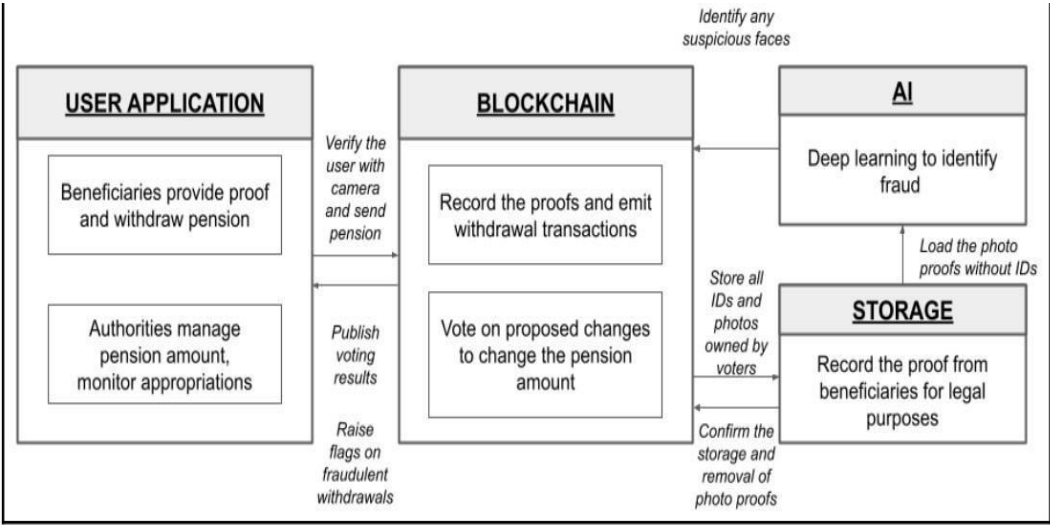 USER APPLICATION
Beneficiaries provide proof
and withdraw pension
Authorities manage
pension amount,
monitor appropriations
Verify the
user with
camera
and send
pension
Publish
voting
results
Raise
flags on
fraudulent
withdrawals
BLOCKCHAIN
Record the proofs and emit
withdrawal transactions
Vote on proposed changes
to change the pension
amount
Identify any
suspicious faces
Store all
IDs and
photos
owned by
voters
Confirm the
storage and
removal of
photo proofs
AI
Deep learning to identify
fraud
Load the photo
proofs without IDs
STORAGE
Record the proof from
beneficiaries for legal
purposes